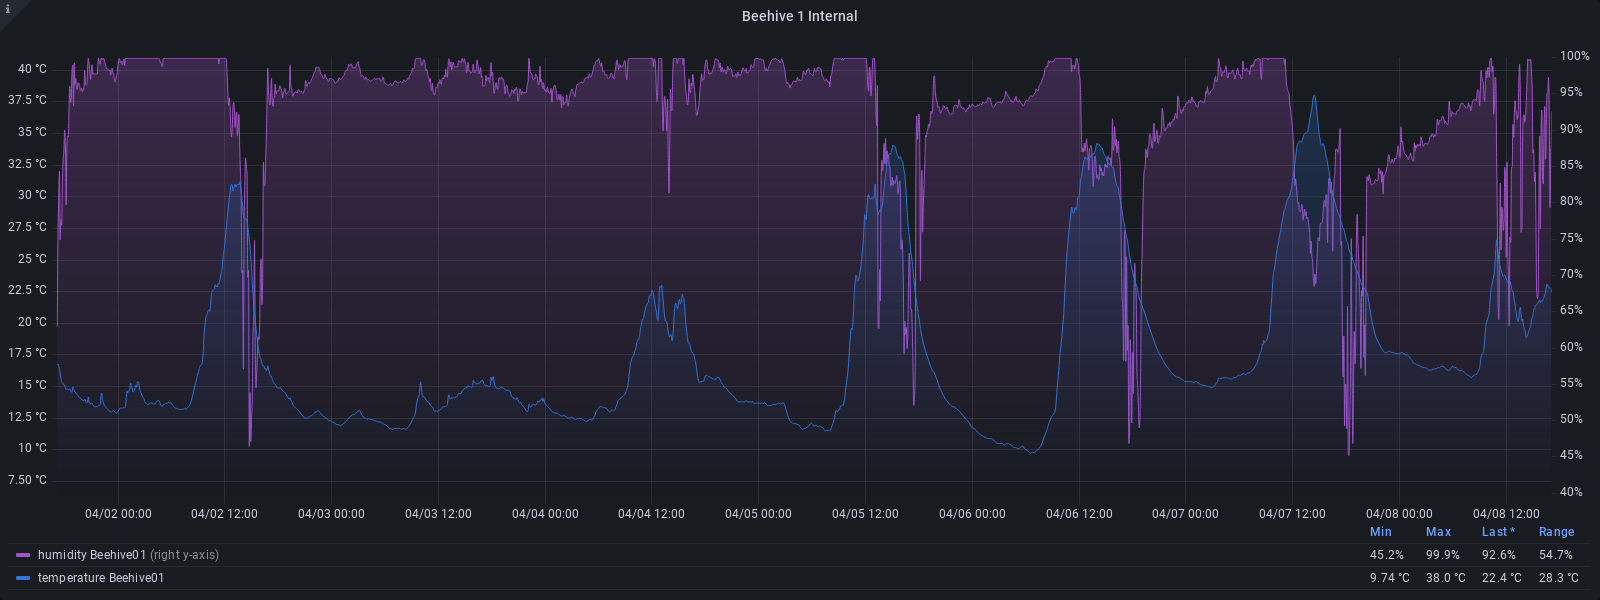 i
Beehive 1 Internal
40 °C
37.5 °C
35 °C
32.5 °C
30 °C
27.5 °C
25 °C
22.5 °C
20 °C
17.5 °C
15 °C
12.5 °C
10 °C
7.50 °C
100%
95%
90%
85%
80%
75%
70%
65%
60%
55%
50%
45%
40%
04/02 00:00 04/02 12:00 04/03 00:00 04/03 12:00 04/04 00:00 04/04 12:00 04/05 00:00 04/05 12:00 04/06 00:00 04/06 12:00 04/07 00:00 04/07 12:00 04/08 00:00 04/08 12:00
Min Max Last * Range
humidity Beehive01 (right y-axis) 45.2% 99.9% 92.6% 54.7%
temperature Beehive01 9.74 °C 38.0 °C 22.4 °C 28.3 °C